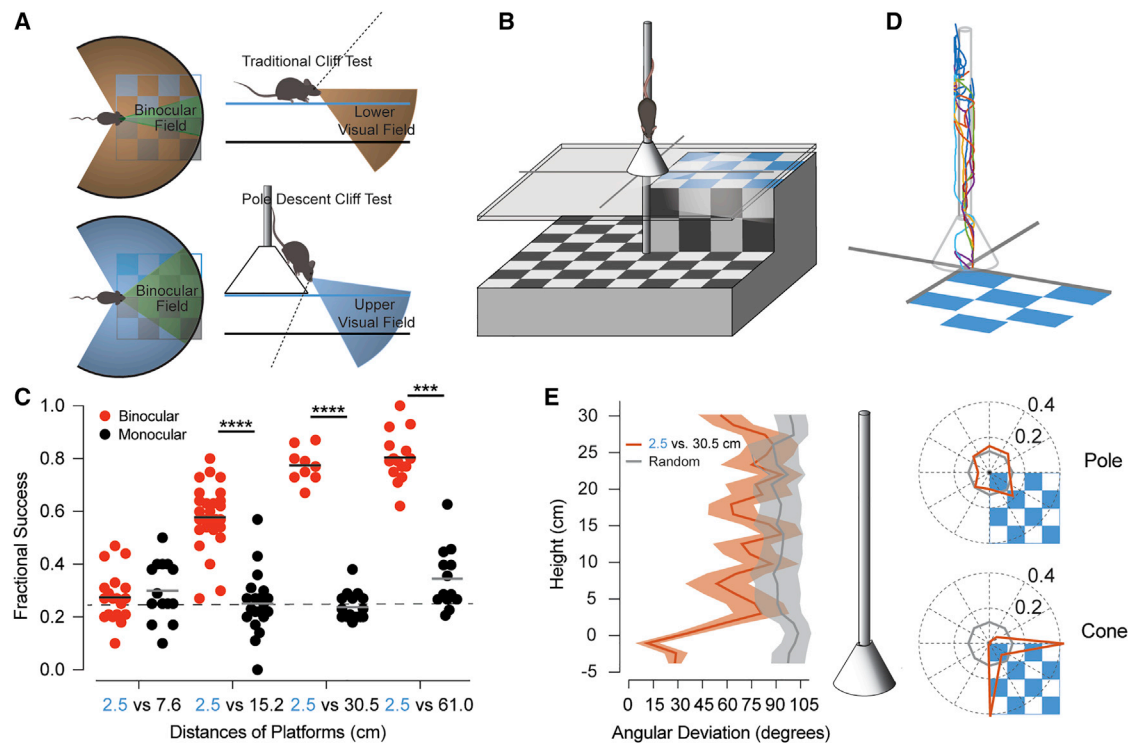 A
Traditional Cliff Test
Binocular
Field
Lower
Visual Field
Pole Descent Cliff Test
Binocular
Field
Upper
Visual Field
B
D
C
Fractional Success
1.0
0.8
0.6
0.4
0.2
0.0
Binocular
Monocular
****
****
***
2.5 vs 7.6
2.5 vs 15.2
2.5 vs 30.5
2.5 vs 61.0
Distances of Platforms (cm)
E
Height (cm)
30
25
20
15
10
5
0
-5
2.5 vs. 30.5 cm
Random
0 15 30 45 60 75 90 105
Angular Deviation (degrees)
0.4
0.2
Pole
0.4
0.2
Cone